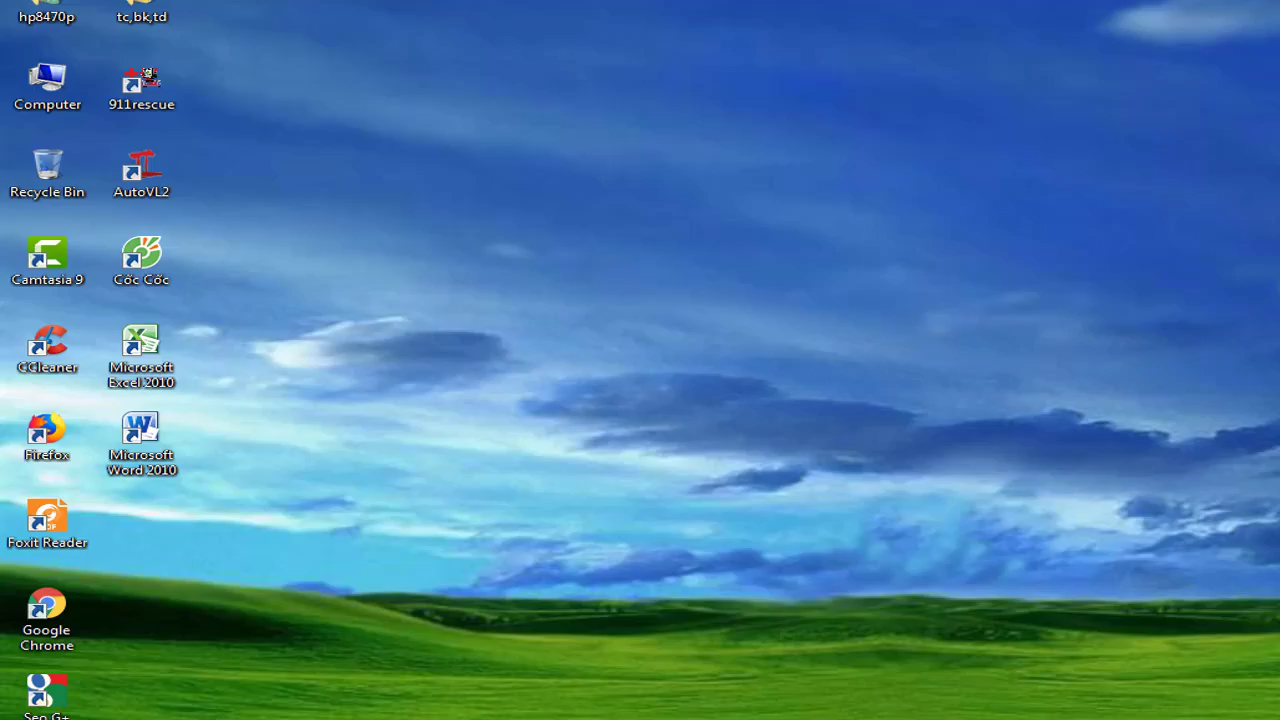 hp8470p
tc,bk,td
Computer
911rescue
Recycle Bin
AutoVL2
Camtasia 9
Cốc Cốc
CCleaner
Microsoft
Excel 2010
Firefox
Microsoft
Word 2010
Foxit Reader
Google
Chrome
Seo G+